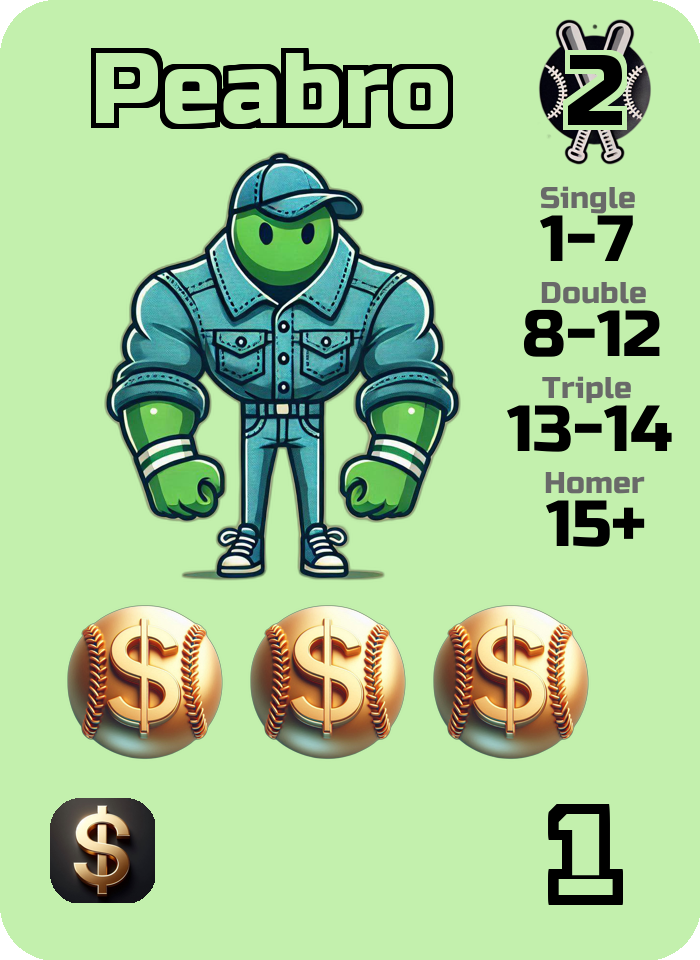 Peabro
2
Single
1-7
Double
8-12
Triple
13-14
Homer
15+
$ $ $
$
1